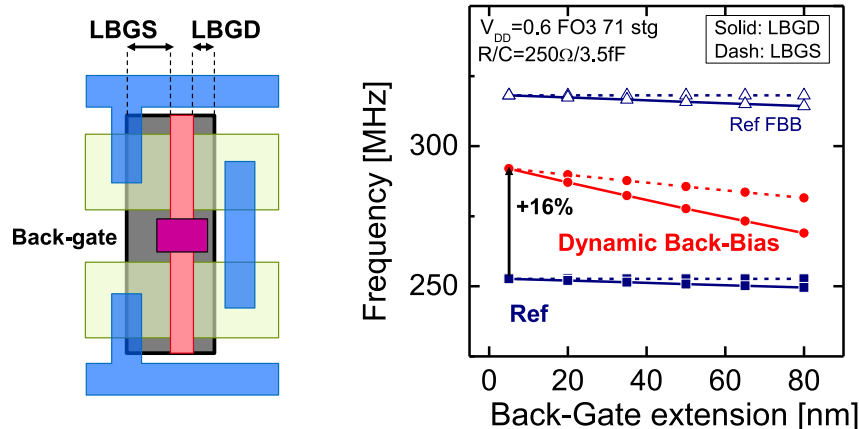 LBGS LBGD
Back-gate
V_DD=0.6 FO3 71 stg
R/C=250Ω/3.5fF
Solid: LBGD
Dash: LBGS
Ref FBB
+16%
Dynamic Back-Bias
Ref
Frequency [MHz]
300
250
0 20 40 60 80
Back-Gate extension [nm]